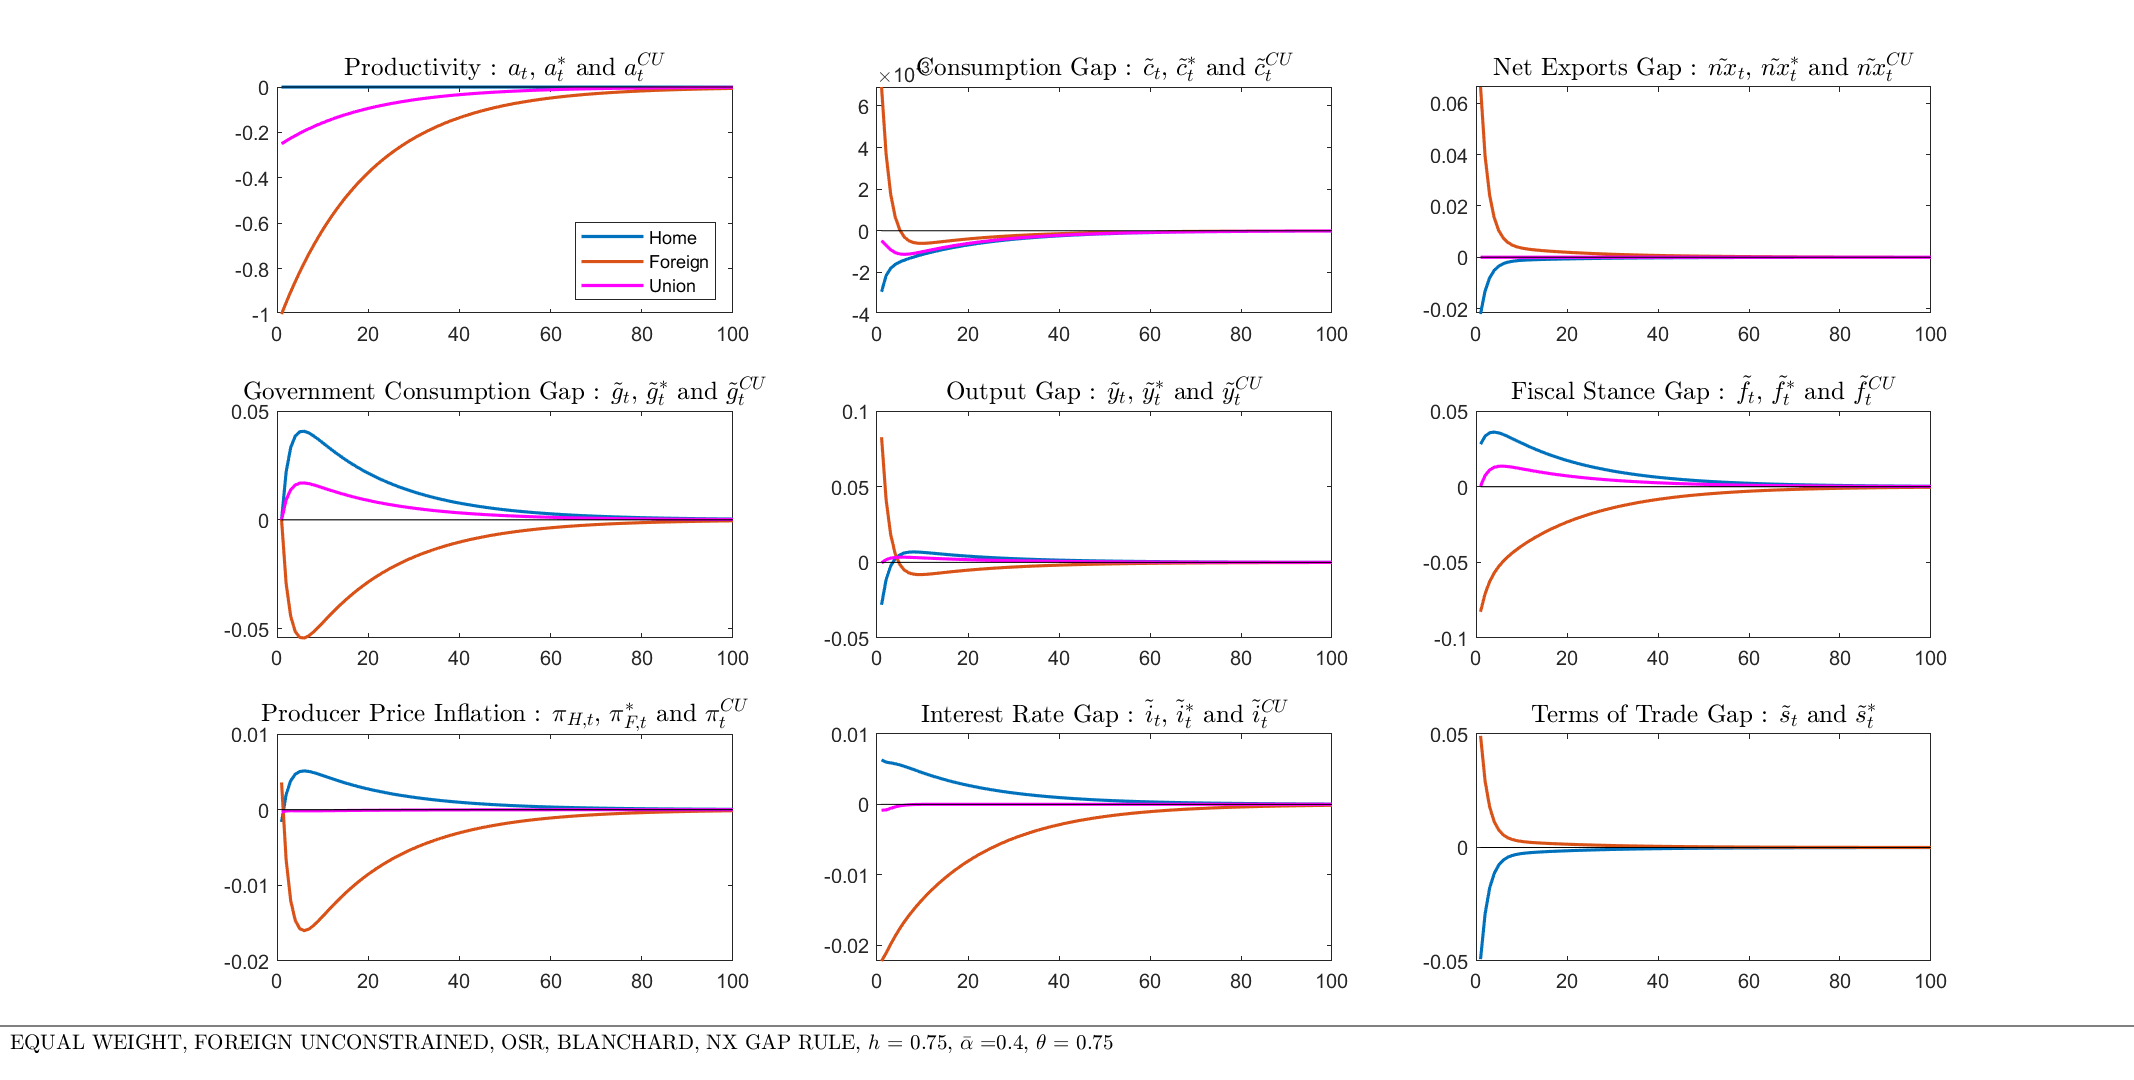 Productivity : a_t, a_t^* and a_t^{CU}
0
-0.2
-0.4
-0.6
-0.8
-1
0 20 40 60 80 100
Home
Foreign
Union
Consumption Gap : c̃_t, c̃_t^* and c̃_t^{CU}
6
4
2
0
-2
-4
0 20 40 60 80 100
Net Exports Gap : ñx_t, ñx_t^* and ñx_t^{CU}
0.06
0.04
0.02
0
-0.02
0 20 40 60 80 100
Government Consumption Gap : g̃_t, g̃_t^* and g̃_t^{CU}
0.05
0
-0.05
0 20 40 60 80 100
Output Gap : ỹ_t, ỹ_t^* and ỹ_t^{CU}
0.1
0.05
0
-0.05
0 20 40 60 80 100
Fiscal Stance Gap : f̃_t, f̃_t^* and f̃_t^{CU}
0.05
0
-0.05
-0.1
0 20 40 60 80 100
Producer Price Inflation : π_{H,t}, π_{F,t}^* and π_t^{CU}
0.01
0
-0.01
-0.02
0 20 40 60 80 100
Interest Rate Gap : ĩ_t, ĩ_t^* and ĩ_t^{CU}
0.01
0
-0.01
-0.02
0 20 40 60 80 100
Terms of Trade Gap : s̃_t and s̃_t^*
0.05
0
-0.05
0 20 40 60 80 100
EQUAL WEIGHT, FOREIGN UNCONSTRAINED, OSR, BLANCHARD, NX GAP RULE, h = 0.75, ᾱ =0.4, θ = 0.75